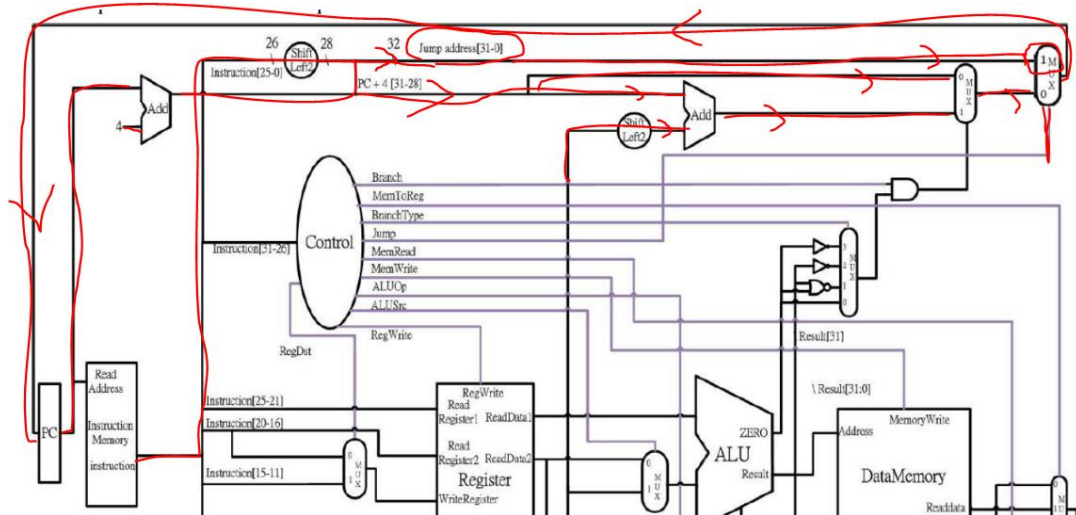 26
Shift
Left2
28
32
Jump address[31-0]
Instruction[25-0]
PC + 4 [31-28]
1
M
U
X
0
Add
4
0
M
U
X
1
Shift
Left2
Add
Control
Branch
MemToReg
BranchType
Jump
MemRead
MemWrite
ALUOp
ALUSrc
RegWrite
RegDst
Instruction[31-26]
3
2
1
0
M
U
X
Result[31]
\ Result[31:0]
PC
Read
Address
Instruction
Memory
instruction
Instruction[25-21]
Instruction[20-16]
Instruction[15-11]
0
M
U
X
1
RegWrite
Read
Register1
ReadData1
Read
Register2
ReadData2
Register
WriteRegister
0
M
U
X
1
ZERO
ALU
Result
MemoryWrite
Address
DataMemory
Readdata
0
M
1U